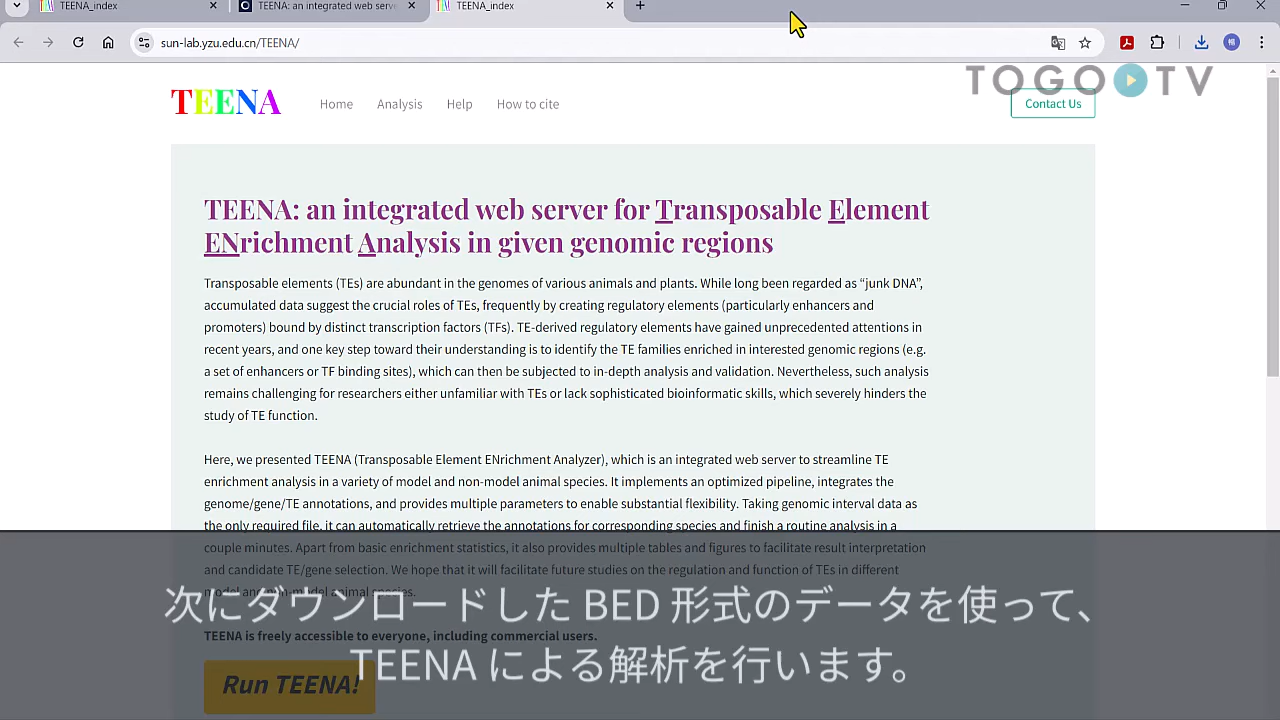 TEENA_index
TEENA: an integrated web serve
TEENA_index
sun-lab.yzu.edu.cn/TEENA/
TOGO TV
TEENA
Home
Analysis
Help
How to cite
Contact Us
TEENA: an integrated web server for Transposable Element
ENrichment Analysis in given genomic regions
Transposable elements (TEs) are abundant in the genomes of various animals and plants. While long been regarded as “junk DNA”,
accumulated data suggest the crucial roles of TEs, frequently by creating regulatory elements (particularly enhancers and
promoters) bound by distinct transcription factors (TFs). TE-derived regulatory elements have gained unprecedented attentions in
recent years, and one key step toward their understanding is to identify the TE families enriched in interested genomic regions (e.g.
a set of enhancers or TF binding sites), which can then be subjected to in-depth analysis and validation. Nevertheless, such analysis
remains challenging for researchers either unfamiliar with TEs or lack sophisticated bioinformatic skills, which severely hinders the
study of TE function.
Here, we presented TEENA (Transposable Element ENrichment Analyzer), which is an integrated web server to streamline TE
enrichment analysis in a variety of model and non-model animal species. It implements an optimized pipeline, integrates the
genome/gene/TE annotations, and provides multiple parameters to enable substantial flexibility. Taking genomic interval data as
the only required file, it can automatically retrieve the annotations for corresponding species and finish a routine analysis in a
couple minutes. Apart from basic enrichment statistics, it also provides multiple tables and figures to facilitate result interpretation
and candidate TE/gene selection. We hope that it will facilitate future studies on the regulation and function of TEs in different
model and non-model animal species.
次にダウンロードした BED 形式のデータを使って、
TEENA is freely accessible to everyone, including commercial users.
TEENA による解析を行います。
Run TEENA!